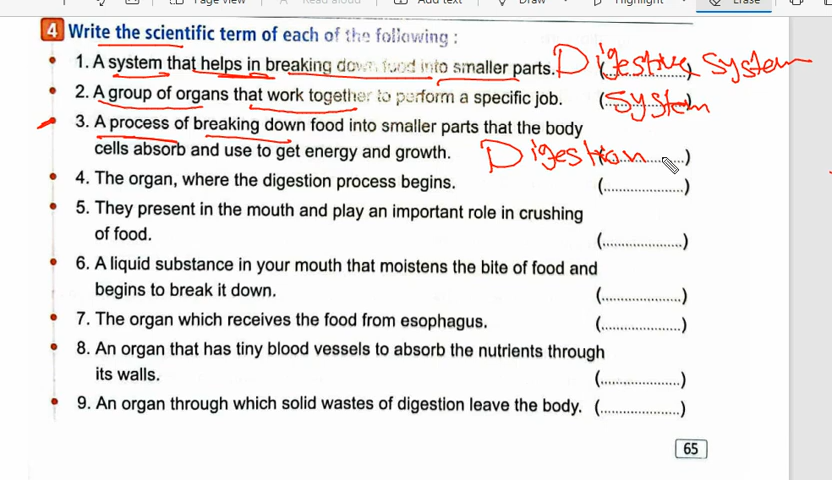 Page view
Read aloud
Add text
Draw
Highlight
Erase
4 Write the scientific term of each of the following :
1. A system that helps in breaking down food into smaller parts. (....................) Digestive system
2. A group of organs that work together to perform a specific job. (....................) system
3. A process of breaking down food into smaller parts that the body
cells absorb and use to get energy and growth. (....................) Digestion
4. The organ, where the digestion process begins. (....................)
5. They present in the mouth and play an important role in crushing
of food. (....................)
6. A liquid substance in your mouth that moistens the bite of food and
begins to break it down. (....................)
7. The organ which receives the food from esophagus. (....................)
8. An organ that has tiny blood vessels to absorb the nutrients through
its walls. (....................)
9. An organ through which solid wastes of digestion leave the body. (....................)
65